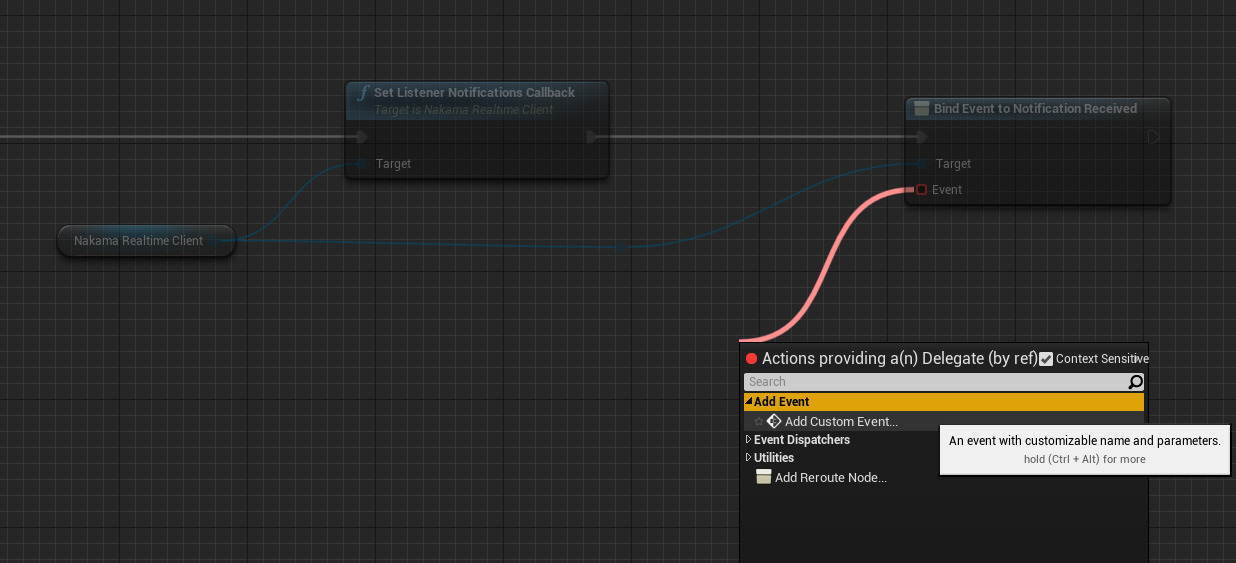 Set Listener Notifications Callback
Target is Nakama Realtime Client
Target
Bind Event to Notification Received
Target
Event
Nakama Realtime Client
Actions providing a(n) Delegate (by ref)
Context Sensitive
Search
Add Event
Add Custom Event...
Event Dispatchers
Utilities
Add Reroute Node...
An event with customizable name and parameters.
hold (Ctrl + Alt) for more